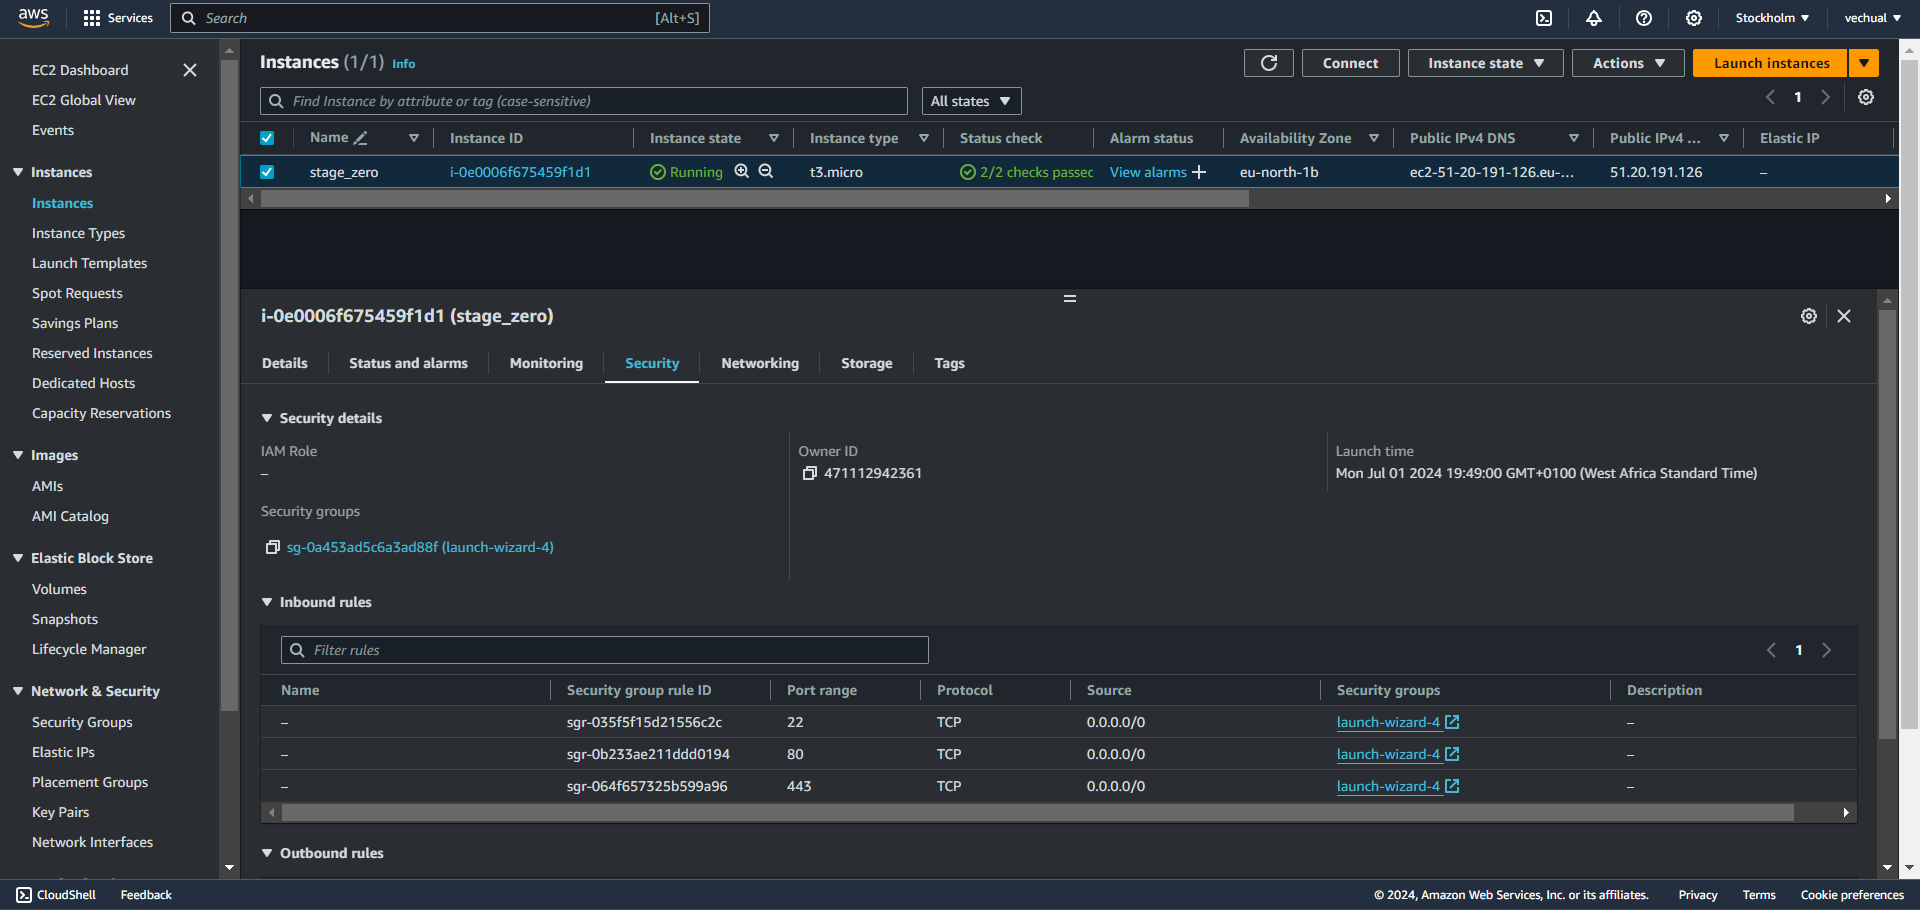 aws Services Search [Alt+S] Stockholm ▼ vechual ▼
EC2 Dashboard
EC2 Global View
Events
▼ Instances
Instances
Instance Types
Launch Templates
Spot Requests
Savings Plans
Reserved Instances
Dedicated Hosts
Capacity Reservations
▼ Images
AMIs
AMI Catalog
▼ Elastic Block Store
Volumes
Snapshots
Lifecycle Manager
▼ Network & Security
Security Groups
Elastic IPs
Placement Groups
Key Pairs
Network Interfaces
Instances (1/1) Info Connect Instance state ▼ Actions ▼ Launch instances ▼
Find Instance by attribute or tag (case-sensitive) All states ▼ 1
Name Instance ID Instance state Instance type Status check Alarm status Availability Zone Public IPv4 DNS Public IPv4 ... Elastic IP
stage_zero i-0e0006f675459f1d1 Running t3.micro 2/2 checks passec View alarms + eu-north-1b ec2-51-20-191-126.eu-... 51.20.191.126 –
i-0e0006f675459f1d1 (stage_zero)
Details Status and alarms Monitoring Security Networking Storage Tags
▼ Security details
IAM Role Owner ID Launch time
– 471112942361 Mon Jul 01 2024 19:49:00 GMT+0100 (West Africa Standard Time)
Security groups
sg-0a453ad5c6a3ad88f (launch-wizard-4)
▼ Inbound rules
Filter rules 1
Name Security group rule ID Port range Protocol Source Security groups Description
– sgr-035f5f15d21556c2c 22 TCP 0.0.0.0/0 launch-wizard-4 –
– sgr-0b233ae211ddd0194 80 TCP 0.0.0.0/0 launch-wizard-4 –
– sgr-064f657325b599a96 443 TCP 0.0.0.0/0 launch-wizard-4 –
▼ Outbound rules
CloudShell Feedback © 2024, Amazon Web Services, Inc. or its affiliates. Privacy Terms Cookie preferences